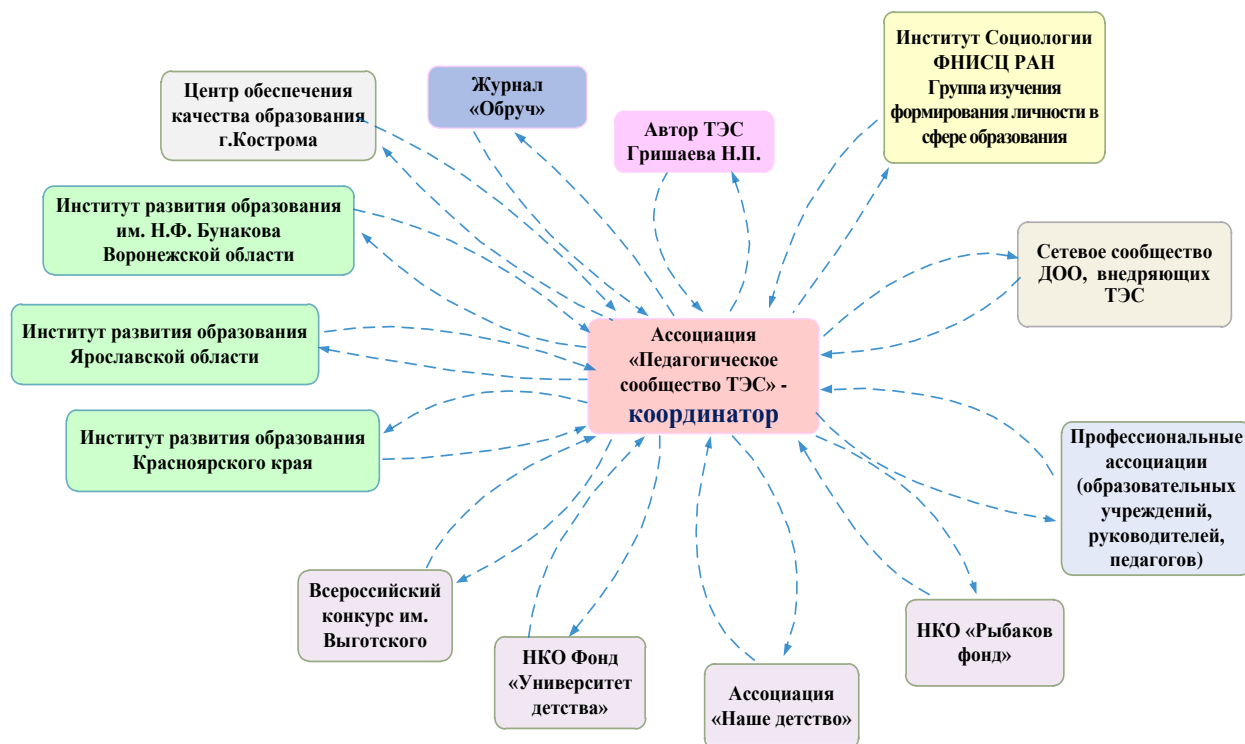 Институт Социологии
ФНИСЦ РАН
Группа изучения
формирования личности в
сфере образования
Журнал
«Обруч»
Центр обеспечения
качества образования
г.Кострома
Автор ТЭС
Гришаева Н.П.
Институт развития образования
им. Н.Ф. Бунакова
Воронежской области
Сетевое сообщество
ДОО, внедряющих
ТЭС
Институт развития образования
Ярославской области
Ассоциация
«Педагогическое
сообщество ТЭС» -
координатор
Институт развития образования
Красноярского края
Профессиональные
ассоциации
(образовательных
учреждений,
руководителей,
педагогов)
Всероссийский
конкурс им.
Выготского
НКО Фонд
«Университет
детства»
Ассоциация
«Наше детство»
НКО «Рыбаков
фонд»